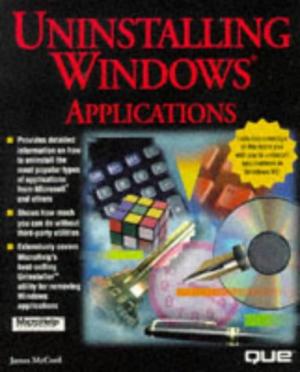 UNINSTALLING
WINDOWS®
APPLICATIONS
Provides detailed
information on how
to uninstall the
most popular types
of applications
from Microsoft
and others
Shows how much
you can do without
third-party utilities
Extensively covers
MicroHelp's
best-selling
UnInstaller
utility for removing
Windows
applications
MicroHelp
James McCord
QUE